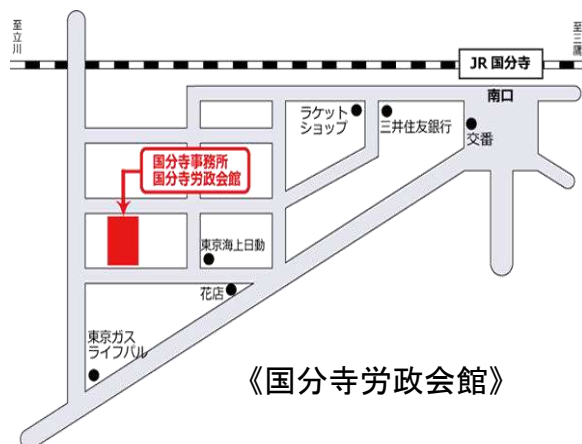 至立川
至三鷹
JR 国分寺
南口
ラケット
ショップ
三井住友銀行
交番
国分寺事務所
国分寺労政会館
東京海上日動
花店
東京ガス
ライフバル
《国分寺労政会館》